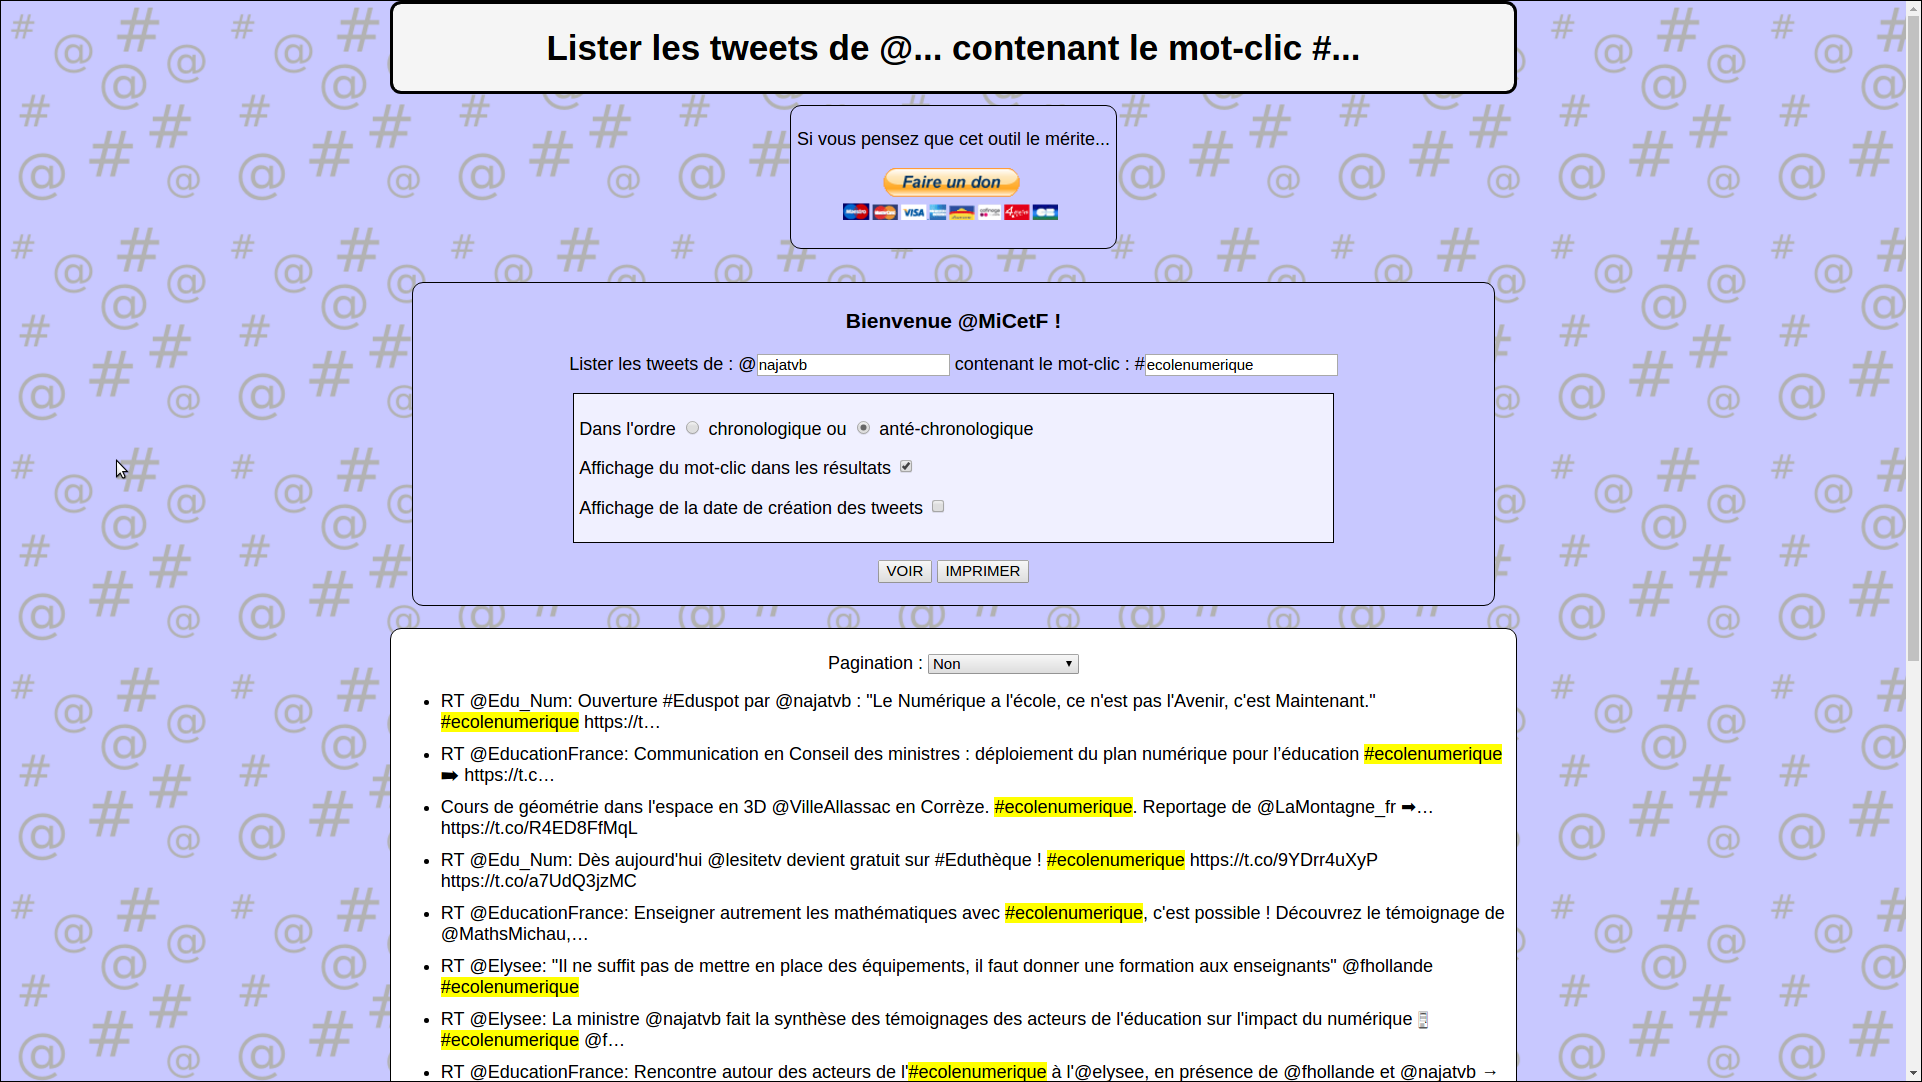 Lister les tweets de @... contenant le mot-clic #...
Si vous pensez que cet outil le mérite...
Faire un don
VISA
Bienvenue @MiCetF !
Lister les tweets de : @najatvb contenant le mot-clic : #ecolenumerique
Dans l'ordre chronologique ou anté-chronologique
Affichage du mot-clic dans les résultats
Affichage de la date de création des tweets
VOIR IMPRIMER
Pagination : Non
RT @Edu_Num: Ouverture #Eduspot par @najatvb : "Le Numérique a l'école, ce n'est pas l'Avenir, c'est Maintenant."
#ecolenumerique https://t…
RT @EducationFrance: Communication en Conseil des ministres : déploiement du plan numérique pour l’éducation #ecolenumerique
➡ https://t.c…
Cours de géométrie dans l'espace en 3D @VilleAllassac en Corrèze. #ecolenumerique. Reportage de @LaMontagne_fr ➡…
https://t.co/R4ED8FfMqL
RT @Edu_Num: Dès aujourd'hui @lesitetv devient gratuit sur #Eduthèque ! #ecolenumerique https://t.co/9YDrr4uXyP
https://t.co/a7UdQ3jzMC
RT @EducationFrance: Enseigner autrement les mathématiques avec #ecolenumerique, c'est possible ! Découvrez le témoignage de
@MathsMichau,…
RT @Elysee: "Il ne suffit pas de mettre en place des équipements, il faut donner une formation aux enseignants" @fhollande
#ecolenumerique
RT @Elysee: La ministre @najatvb fait la synthèse des témoignages des acteurs de l'éducation sur l'impact du numérique
#ecolenumerique @f…
RT @EducationFrance: Rencontre autour des acteurs de l'#ecolenumerique à l'@elysee, en présence de @fhollande et @najatvb →